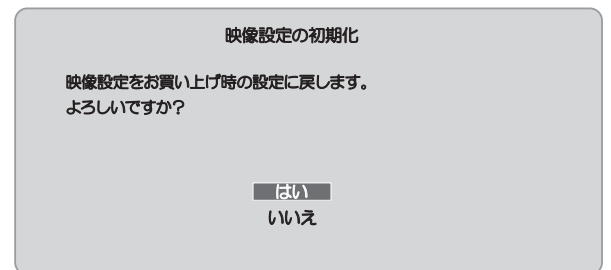 映像設定の初期化
映像設定をお買い上げ時の設定に戻します。
よろしいですか？
はい
いいえ